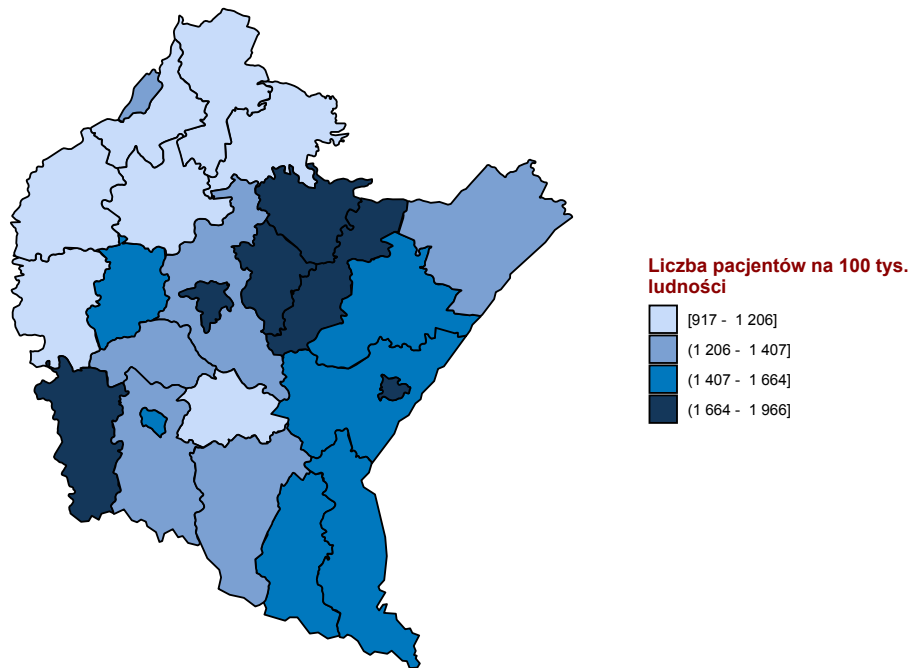 Liczba pacjentów na 100 tys.
ludności
[917 - 1 206]
(1 206 - 1 407]
(1 407 - 1 664]
(1 664 - 1 966]